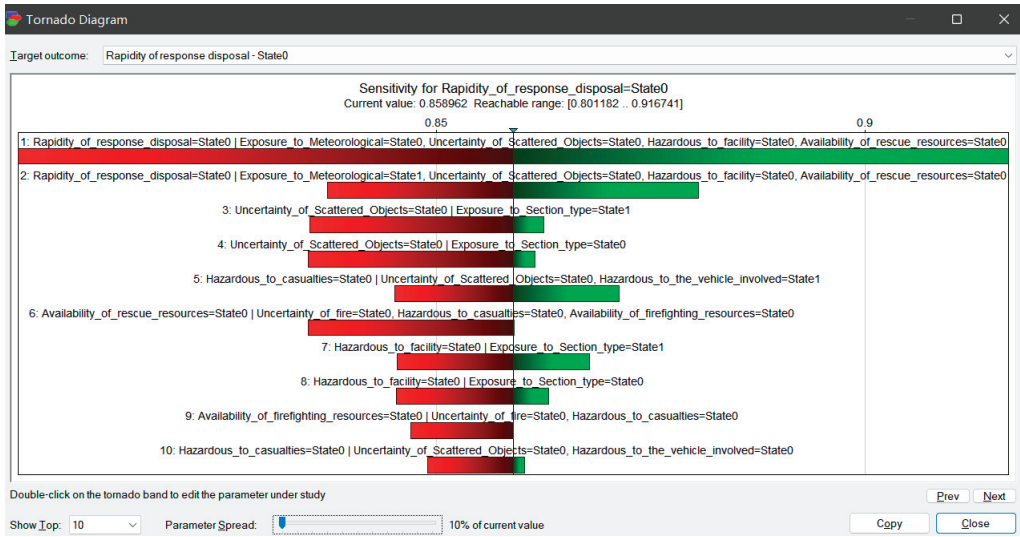 Tornado Diagram
Target outcome: Rapidity of response disposal - State0
Sensitivity for Rapidity_of_response_disposal=State0
Current value: 0.858962 Reachable range: [0.801182 .. 0.916741]
0.85 0.9
1: Rapidity_of_response_disposal=State0 | Exposure_to_Meteorological=State0, Uncertainty_of_Scattered_Objects=State0, Hazardous_to_facility=State0, Availability_of_rescue_resources=State0
2: Rapidity_of_response_disposal=State0 | Exposure_to_Meteorological=State1, Uncertainty_of_Scattered_Objects=State0, Hazardous_to_facility=State0, Availability_of_rescue_resources=State0
3: Uncertainty_of_Scattered_Objects=State0 | Exposure_to_Section_type=State1
4: Uncertainty_of_Scattered_Objects=State0 | Exposure_to_Section_type=State0
5: Hazardous_to_casualties=State0 | Uncertainty_of_Scattered_Objects=State0, Hazardous_to_the_vehicle_involved=State1
6: Availability_of_rescue_resources=State0 | Uncertainty_of_fire=State0, Hazardous_to_casualties=State0, Availability_of_firefighting_resources=State0
7: Hazardous_to_facility=State0 | Exposure_to_Section_type=State1
8: Hazardous_to_facility=State0 | Exposure_to_Section_type=State0
9: Availability_of_firefighting_resources=State0 | Uncertainty_of_fire=State0, Hazardous_to_casualties=State0
10: Hazardous_to_casualties=State0 | Uncertainty_of_Scattered_Objects=State0, Hazardous_to_the_vehicle_involved=State0
Double-click on the tornado band to edit the parameter under study
Prev Next
Show Top: 10 Parameter Spread: 10% of current value Copy Close